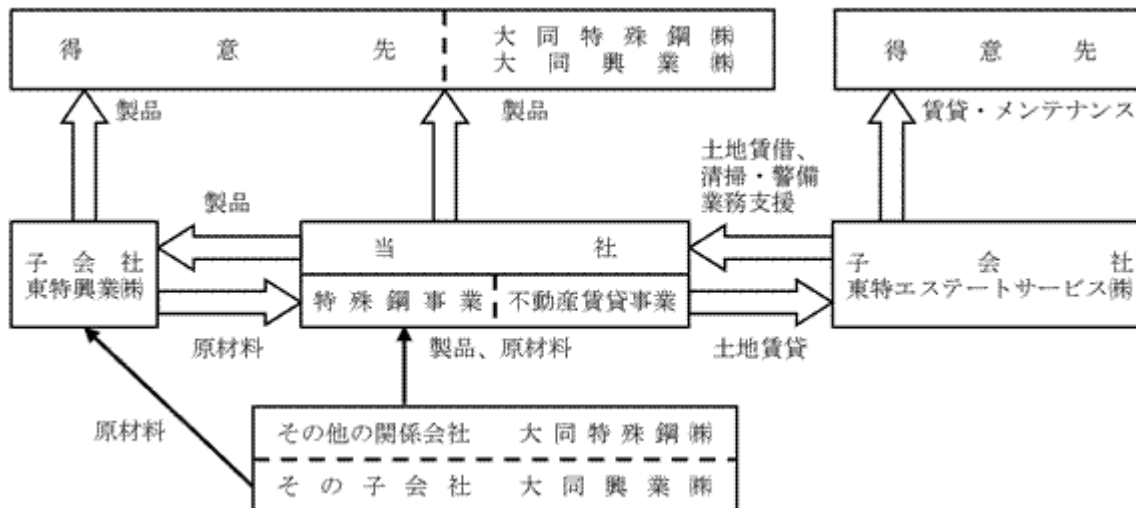 得意先
大同特殊鋼㈱
大同興業㈱
得意先
製品
製品
賃貸・メンテナンス
土地賃借、
清掃・警備
業務支援
製品
子会社
東特興業㈱
当社
特殊鋼事業
不動産賃貸事業
子会社
東特エステートサービス㈱
原材料
製品、原材料
土地賃貸
原材料
その他の関係会社 大同特殊鋼㈱
その子会社 大同興業㈱